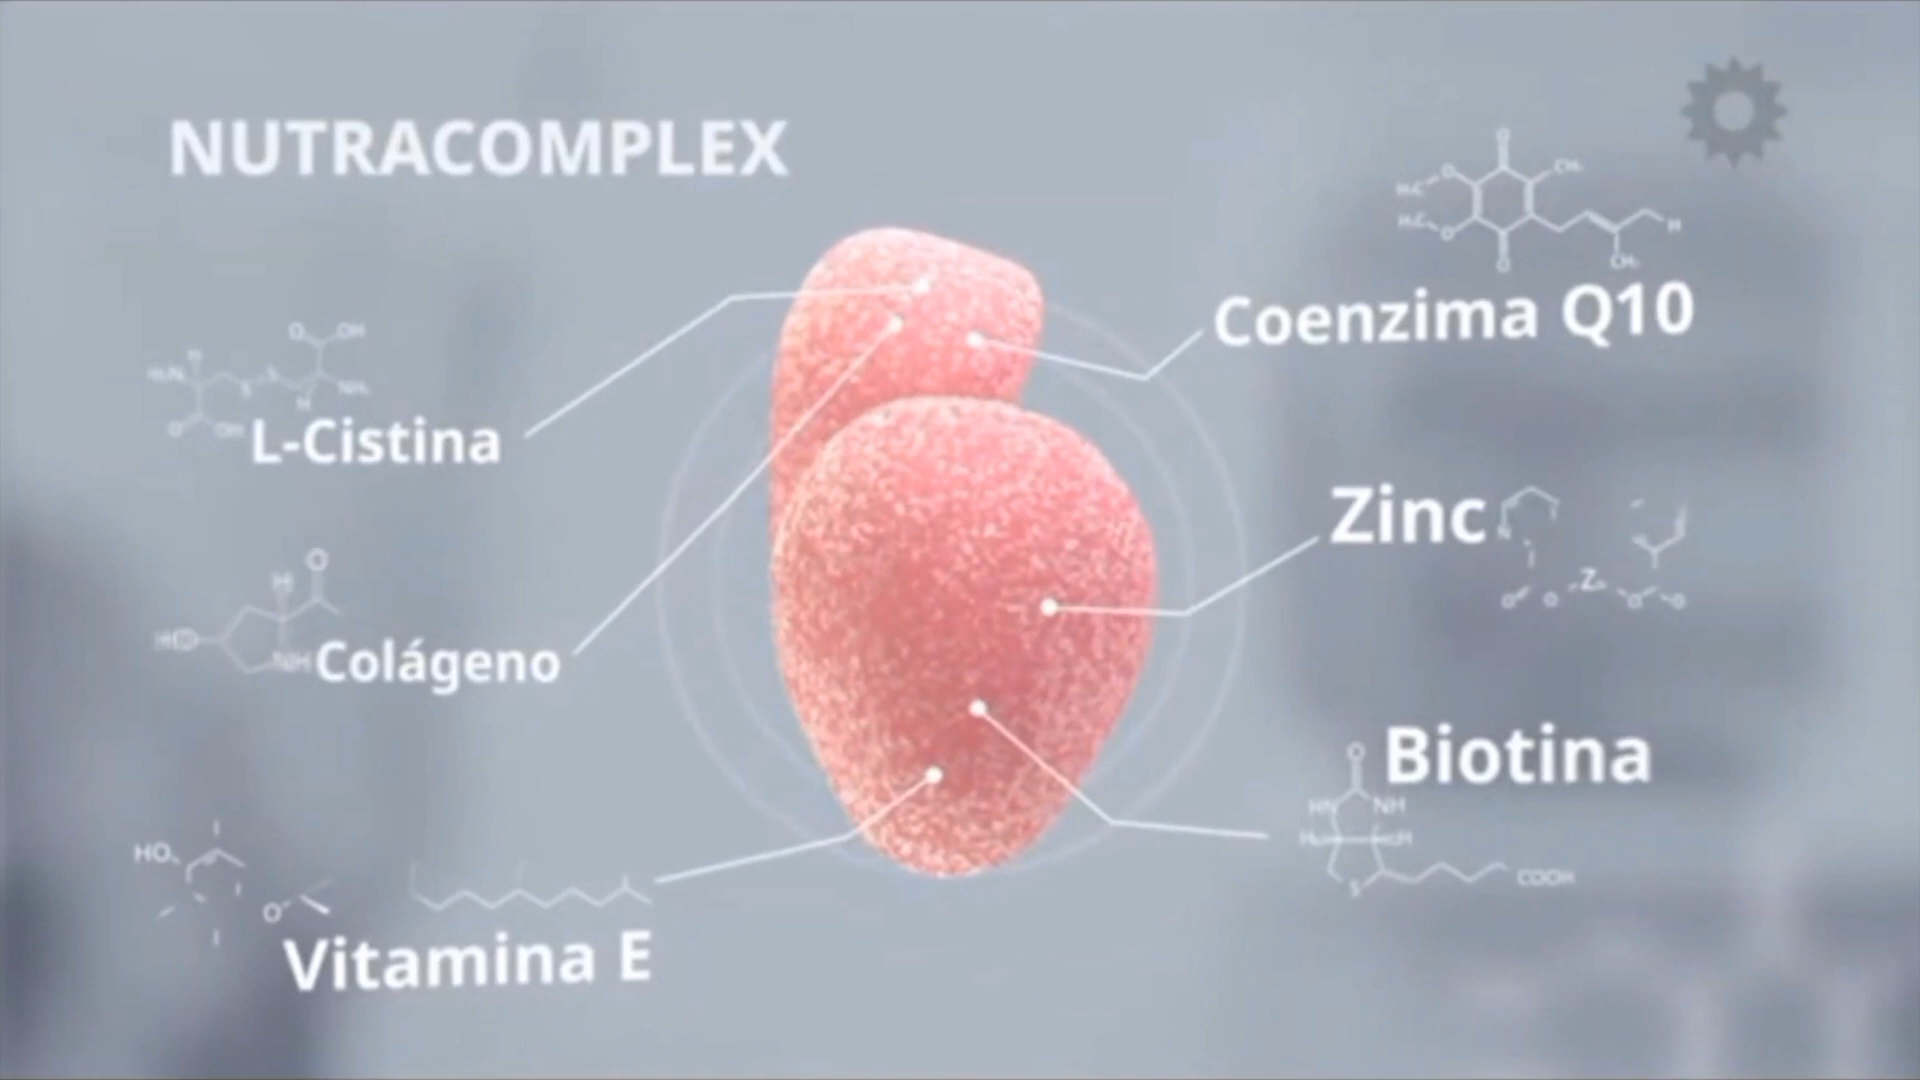 NUTRACOMPLEX
Coenzima Q10
L-Cistina
Zinc
Colágeno
Biotina
Vitamina E